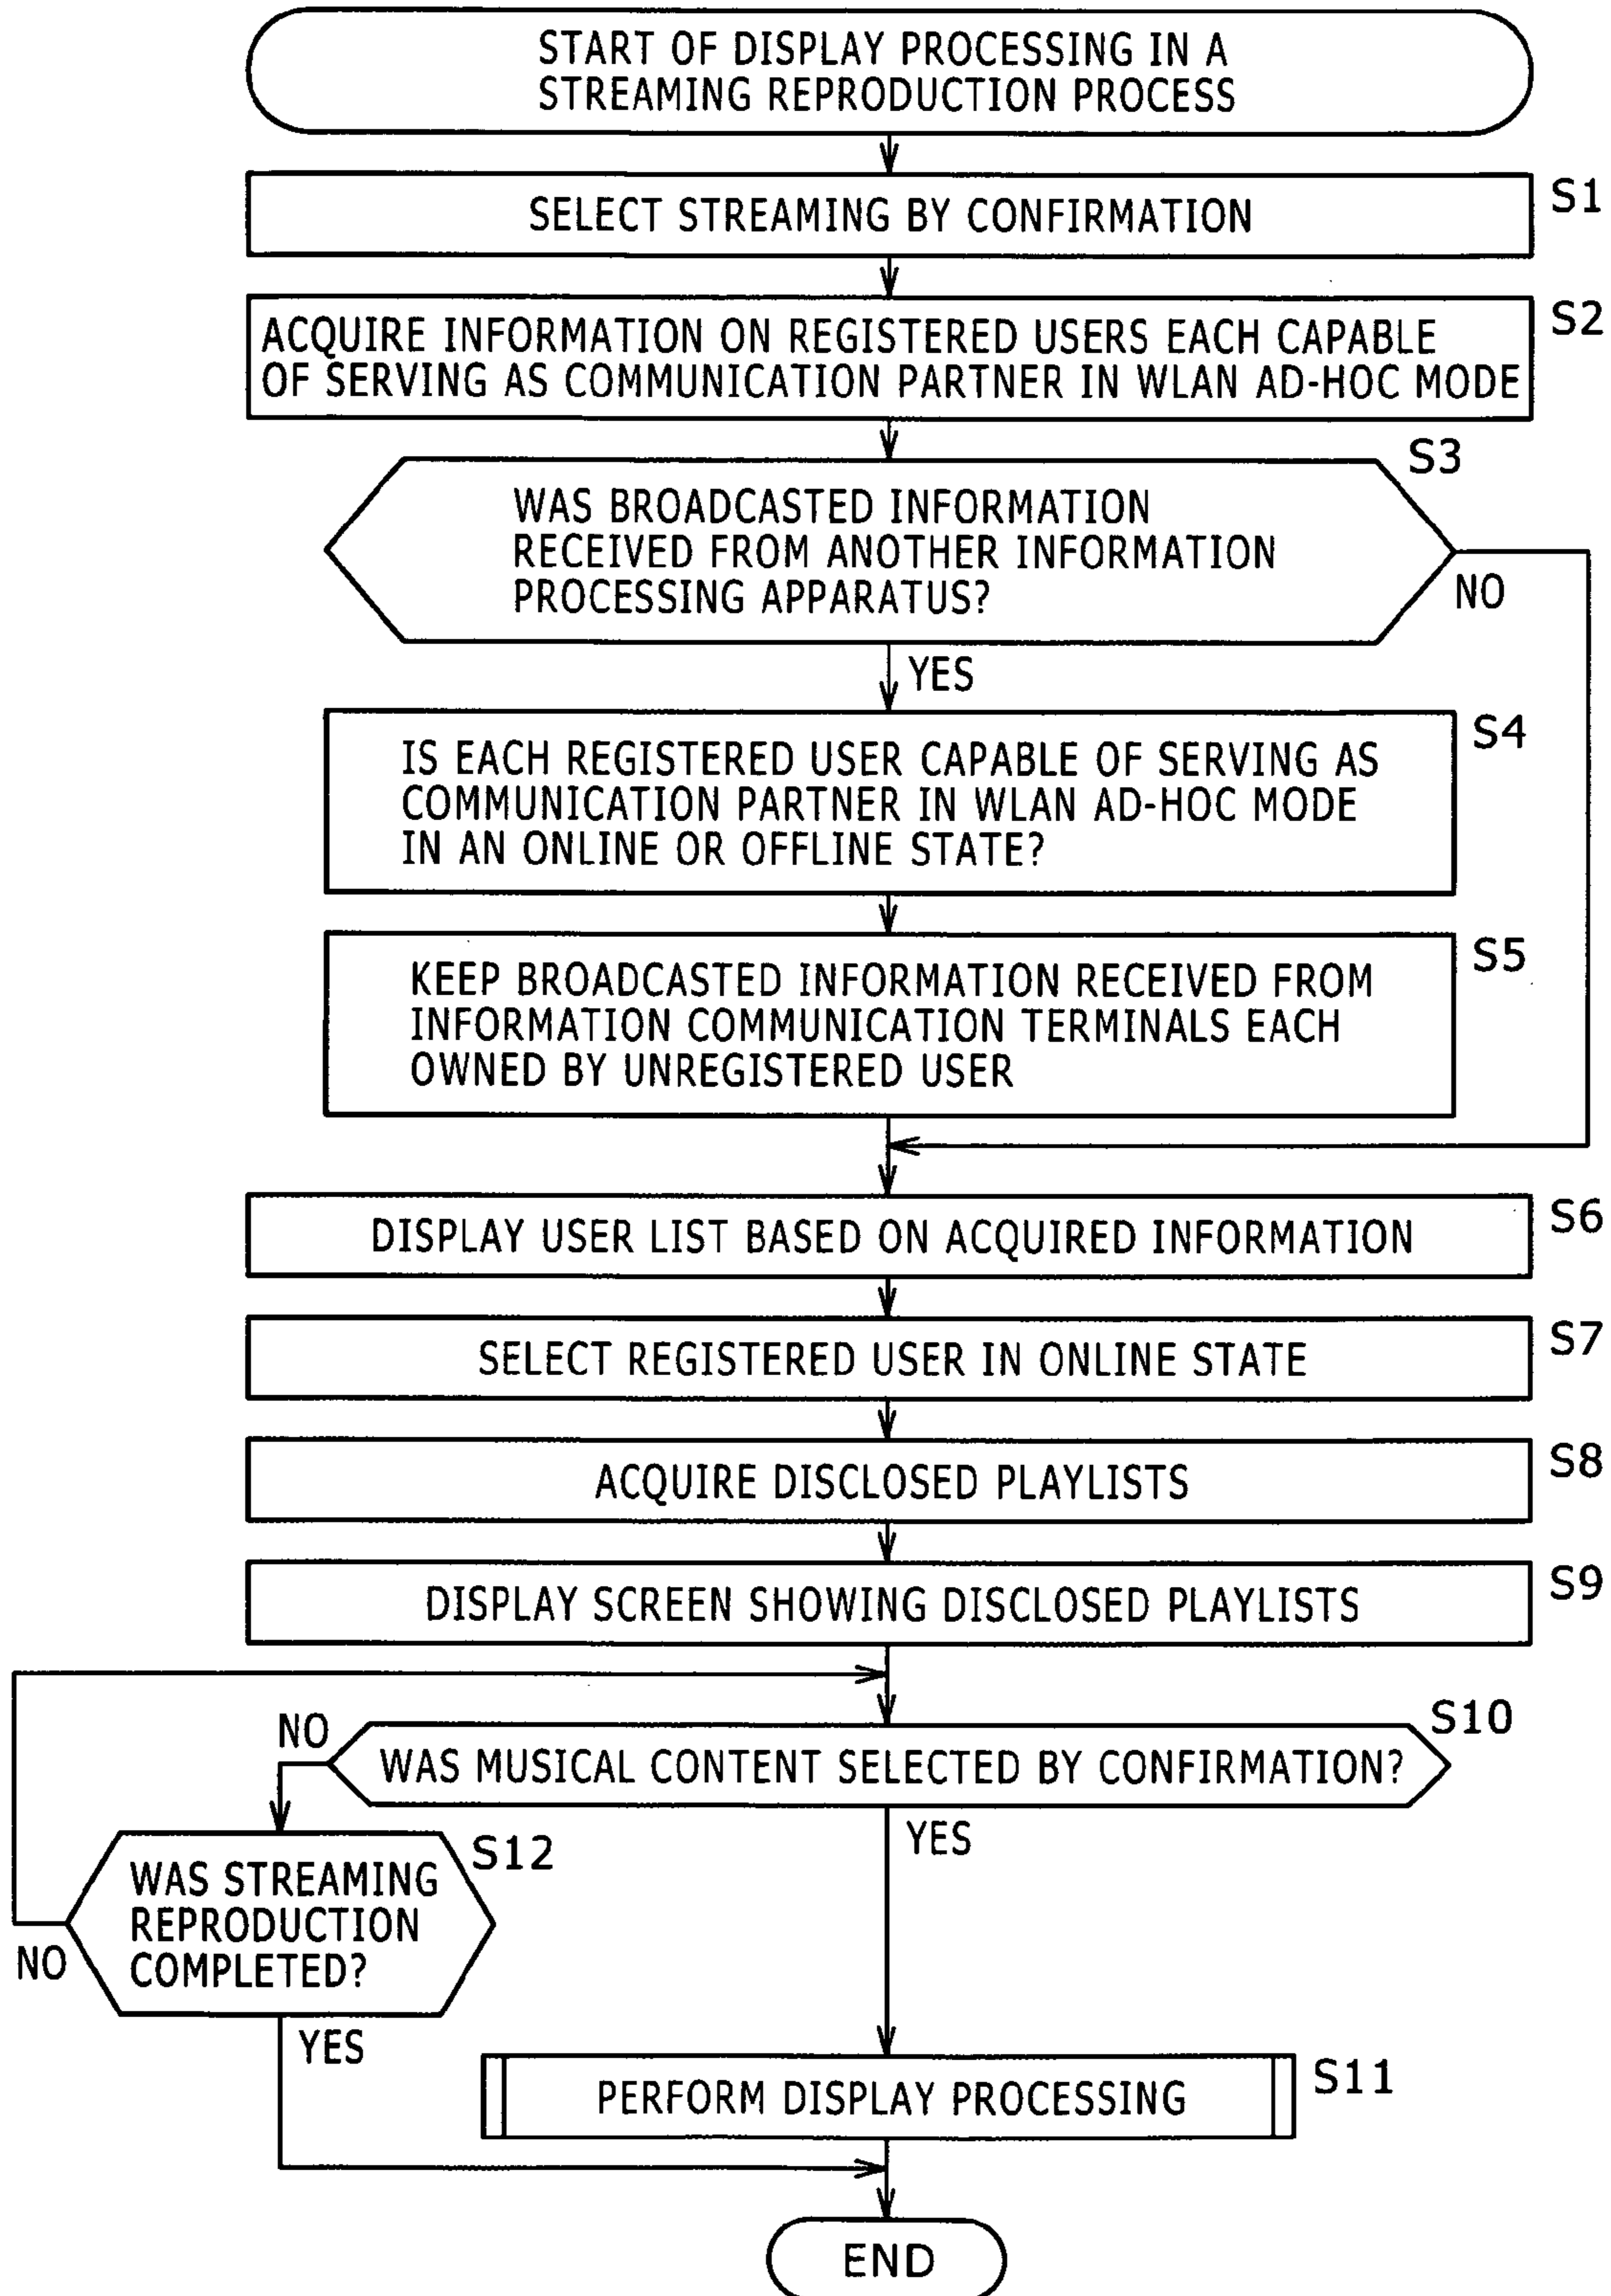 START OF DISPLAY PROCESSING IN A
STREAMING REPRODUCTION PROCESS
S1
SELECT STREAMING BY CONFIRMATION
S2
ACQUIRE INFORMATION ON REGISTERED USERS EACH CAPABLE
OF SERVING AS COMMUNICATION PARTNER IN WLAN AD-HOC MODE
S3
WAS BROADCASTED INFORMATION
RECEIVED FROM ANOTHER INFORMATION
PROCESSING APPARATUS?
NO
YES
S4
IS EACH REGISTERED USER CAPABLE OF SERVING AS
COMMUNICATION PARTNER IN WLAN AD-HOC MODE
IN AN ONLINE OR OFFLINE STATE?
S5
KEEP BROADCASTED INFORMATION RECEIVED FROM
INFORMATION COMMUNICATION TERMINALS EACH
OWNED BY UNREGISTERED USER
S6
DISPLAY USER LIST BASED ON ACQUIRED INFORMATION
S7
SELECT REGISTERED USER IN ONLINE STATE
S8
ACQUIRE DISCLOSED PLAYLISTS
S9
DISPLAY SCREEN SHOWING DISCLOSED PLAYLISTS
S10
NO
WAS MUSICAL CONTENT SELECTED BY CONFIRMATION?
YES
S12
WAS STREAMING
REPRODUCTION
COMPLETED?
NO
YES
S11
PERFORM DISPLAY PROCESSING
END